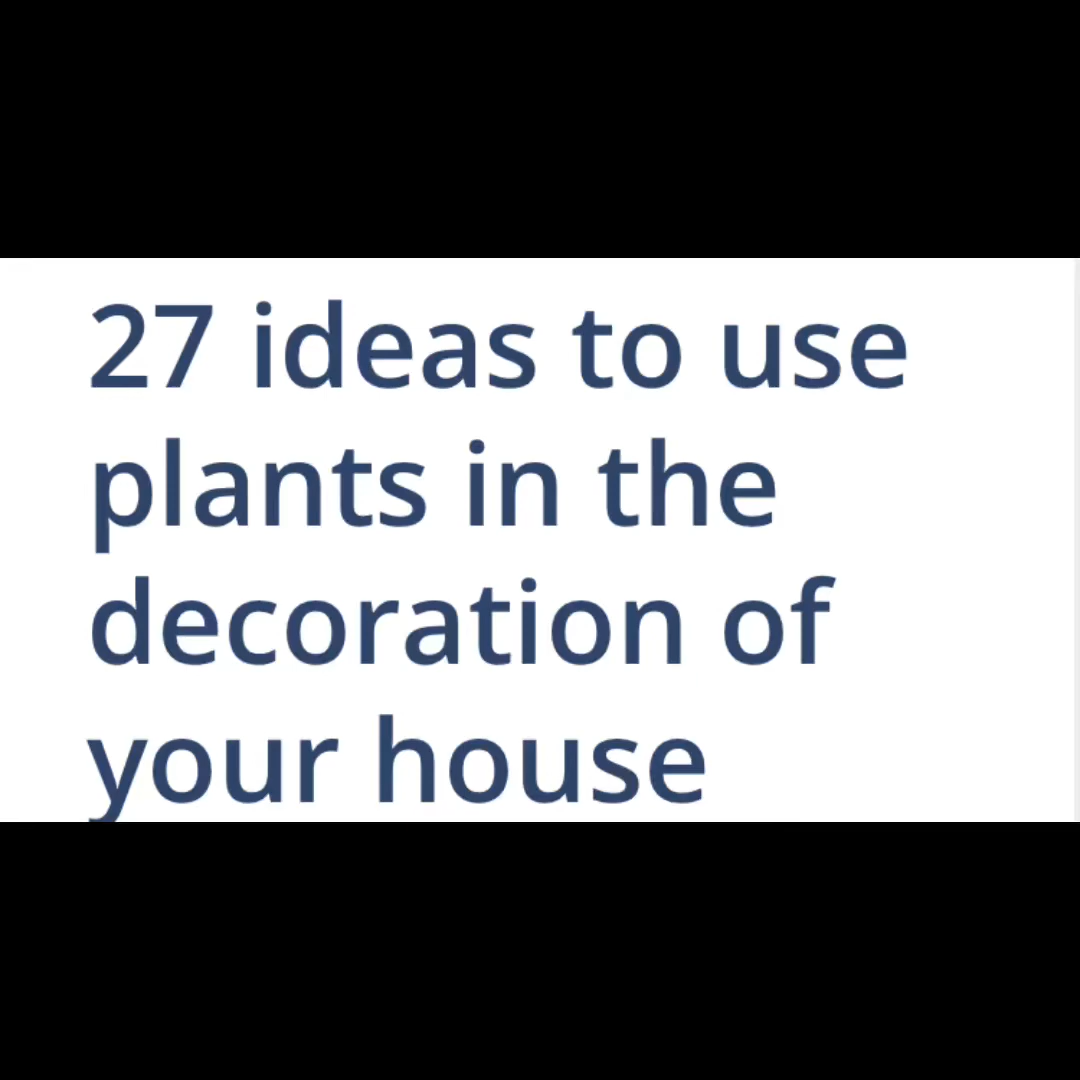 27 ideas to use
plants in the
decoration of
your house